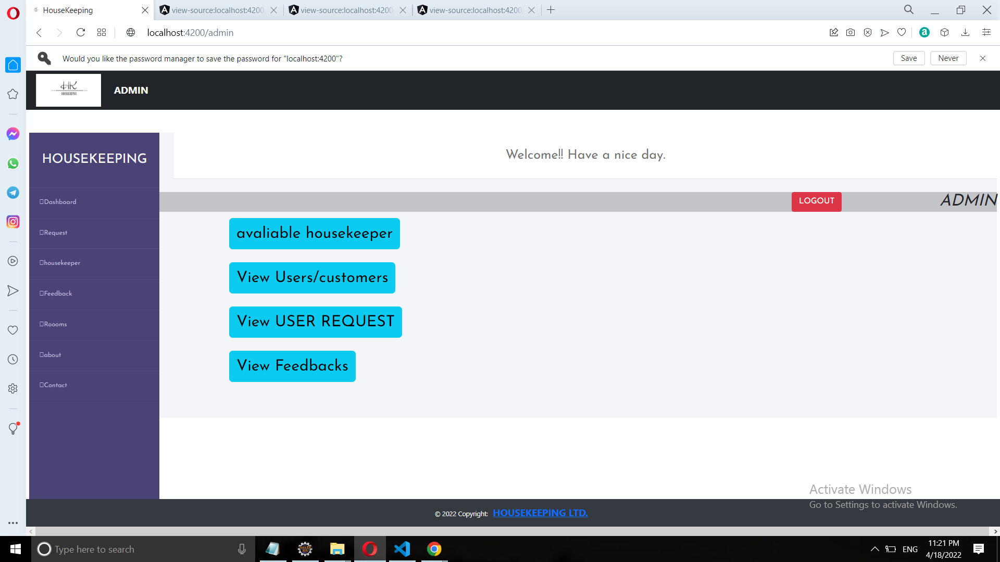 HouseKeeping
view-source:localhost:4200
view-source:localhost:4200
view-source:localhost:4200
localhost:4200/admin
Would you like the password manager to save the password for "localhost:4200"?
Save
Never
HK
HOUSEKEEPING
ADMIN
HOUSEKEEPING
Welcome!! Have a nice day.
LOGOUT
ADMIN
Dashboard
Request
housekeeper
Feedback
Roooms
about
Contact
avaliable housekeeper
View Users/customers
View USER REQUEST
View Feedbacks
Activate Windows
Go to Settings to activate Windows.
© 2022 Copyright: HOUSEKEEPING LTD.
Type here to search
ENG
11:21 PM
4/18/2022